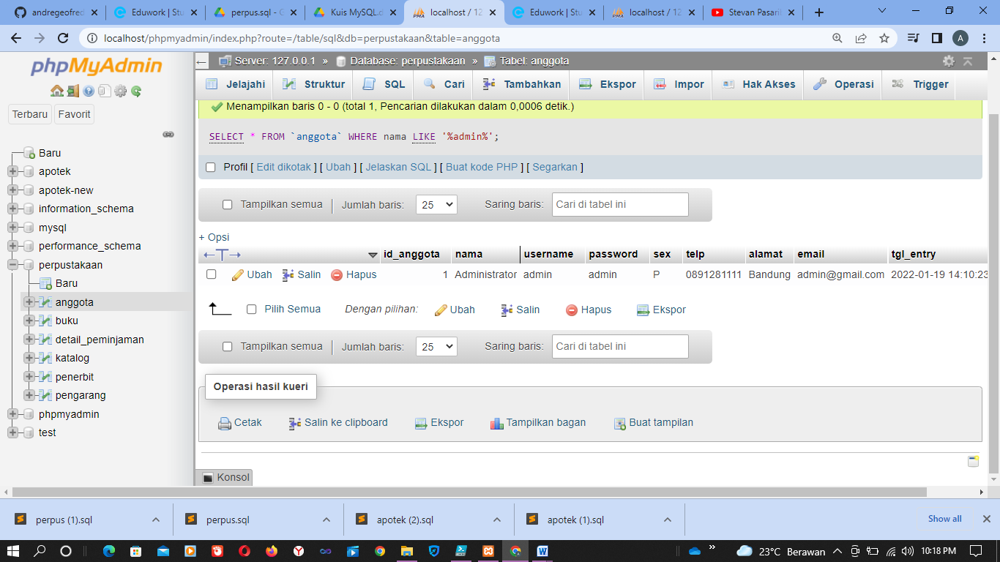 andregeofred
Eduwork | Stu
perpus.sql - G
Kuis MySQL.d
localhost / 12
Eduwork | Stu
localhost / 12
Stevan Pasari
localhost/phpmyadmin/index.php?route=/table/sql&db=perpustakaan&table=anggota
A
phpMyAdmin
Terbaru Favorit
Baru
apotek
apotek-new
information_schema
mysql
performance_schema
perpustakaan
Baru
anggota
buku
detail_peminjaman
katalog
penerbit
pengarang
phpmyadmin
test
Server: 127.0.0.1 » Database: perpustakaan » Tabel: anggota
Jelajahi Struktur SQL Cari Tambahkan Ekspor Impor Hak Akses Operasi Trigger
Menampilkan baris 0 - 0 (total 1, Pencarian dilakukan dalam 0,0006 detik.)
SELECT * FROM `anggota` WHERE nama LIKE '%admin%';
Profil [ Edit dikotak ] [ Ubah ] [ Jelaskan SQL ] [ Buat kode PHP ] [ Segarkan ]
Tampilkan semua Jumlah baris: 25 Saring baris: Cari di tabel ini
+ Opsi
←T→ id_anggota nama username password sex telp alamat email tgl_entry
Ubah Salin Hapus 1 Administrator admin admin P 0891281111 Bandung admin@gmail.com 2022-01-19 14:10:23
Pilih Semua Dengan pilihan: Ubah Salin Hapus Ekspor
Tampilkan semua Jumlah baris: 25 Saring baris: Cari di tabel ini
Operasi hasil kueri
Cetak Salin ke clipboard Ekspor Tampilkan bagan Buat tampilan
Konsol
perpus (1).sql perpus.sql apotek (2).sql apotek (1).sql Show all
23°C Berawan 10:18 PM